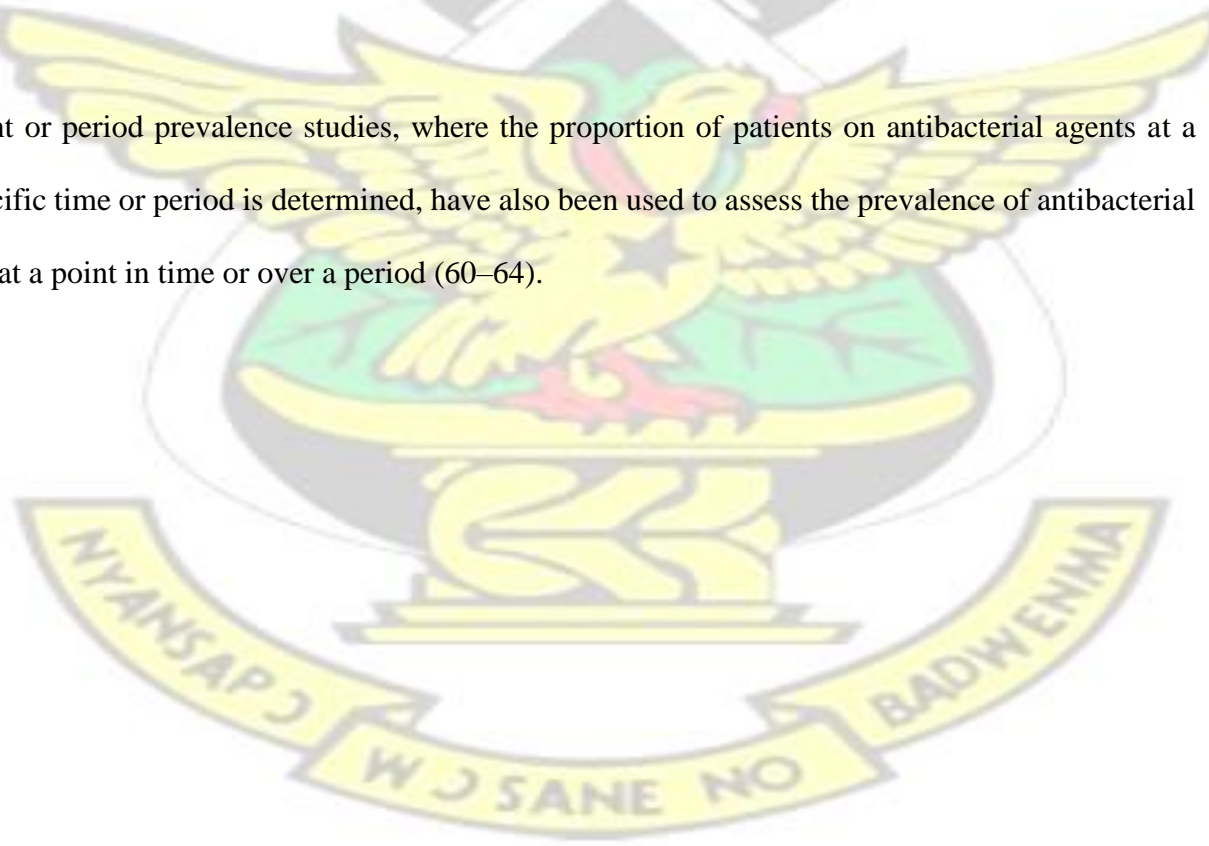 nt or period prevalence studies, where the proportion of patients on antibacterial agents at a
cific time or period is determined, have also been used to assess the prevalence of antibacterial
at a point in time or over a period (60–64).
NYANSAPƆ
WƆSANE NO
BADWENMA